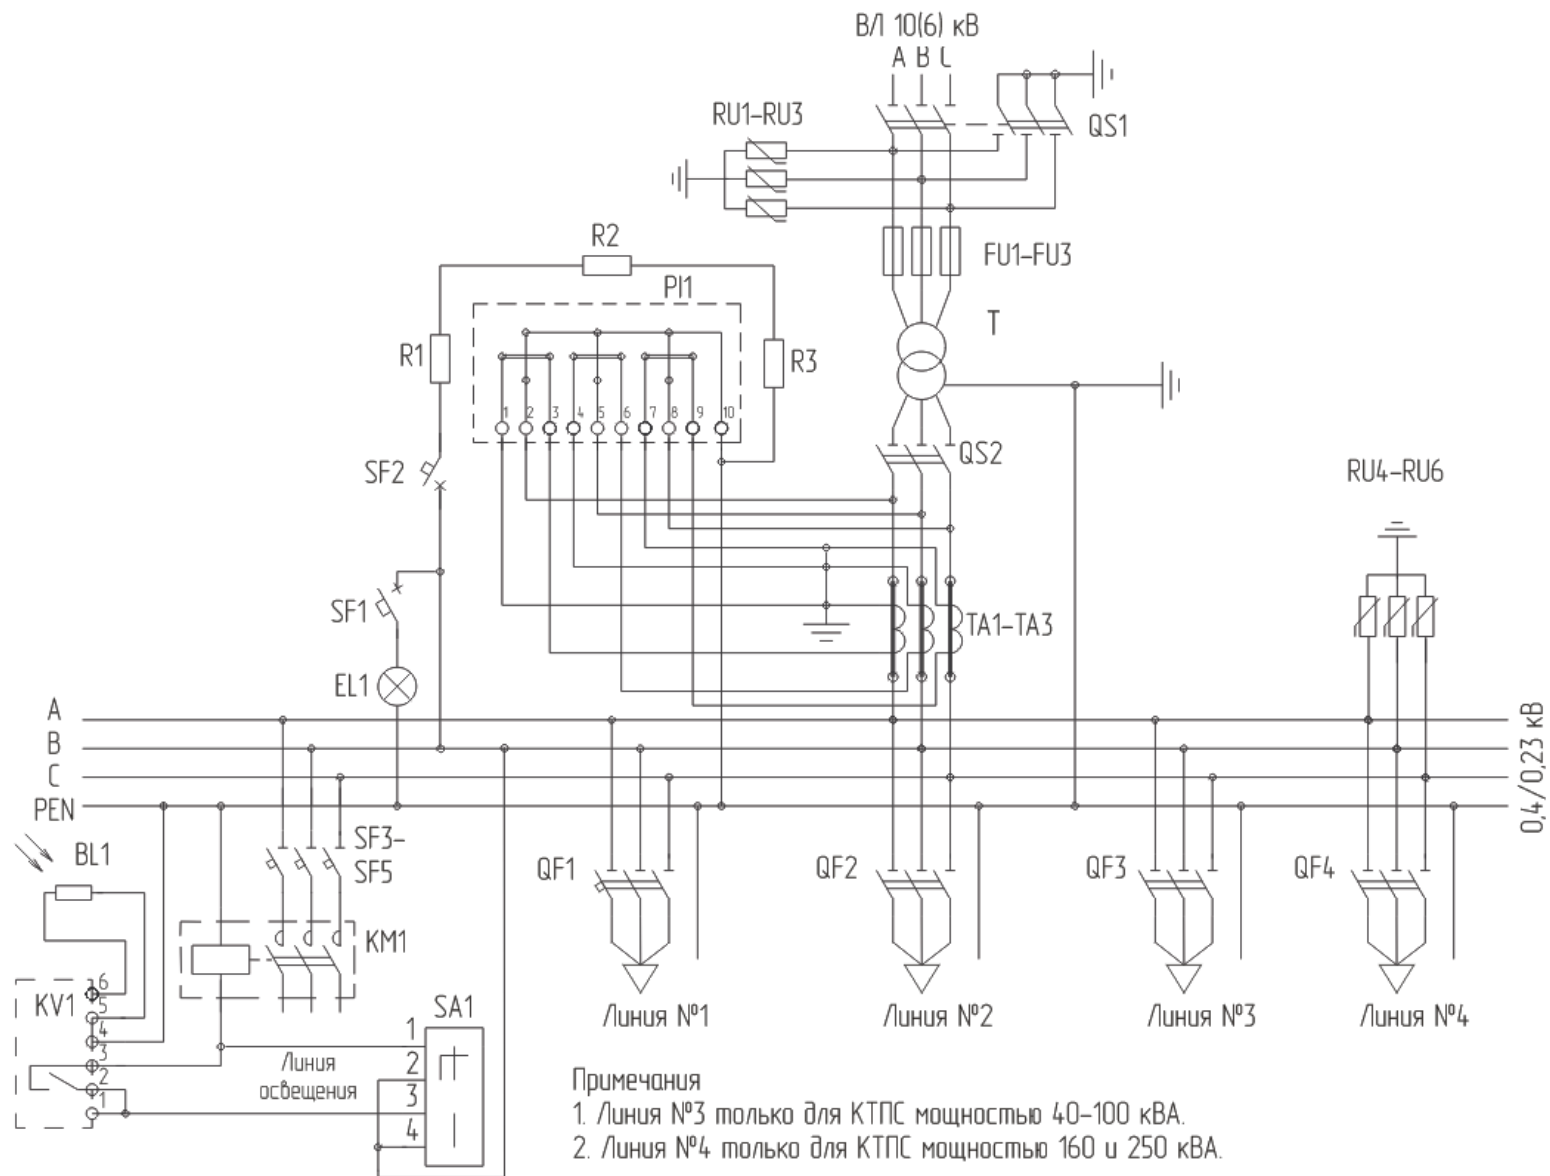 ВЛ 10(6) кВ
A B C
RU1-RU3
QS1
R2
FU1-FU3
PI1
T
R1
R3
1 2 3 4 5 6 7 8 9 10
SF2
QS2
RU4-RU6
SF1
TA1-TA3
EL1
A
B
C
PEN
0,4/0,23 кВ
BL1
SF3-
SF5
QF1
QF2
QF3
QF4
KM1
KV1
6
5
4
3
2
1
SA1
1
2
3
4
Линия
освещения
Линия №1
Линия №2
Линия №3
Линия №4
Примечания
1. Линия №3 только для КТПС мощностью 40-100 кВА.
2. Линия №4 только для КТПС мощностью 160 и 250 кВА.